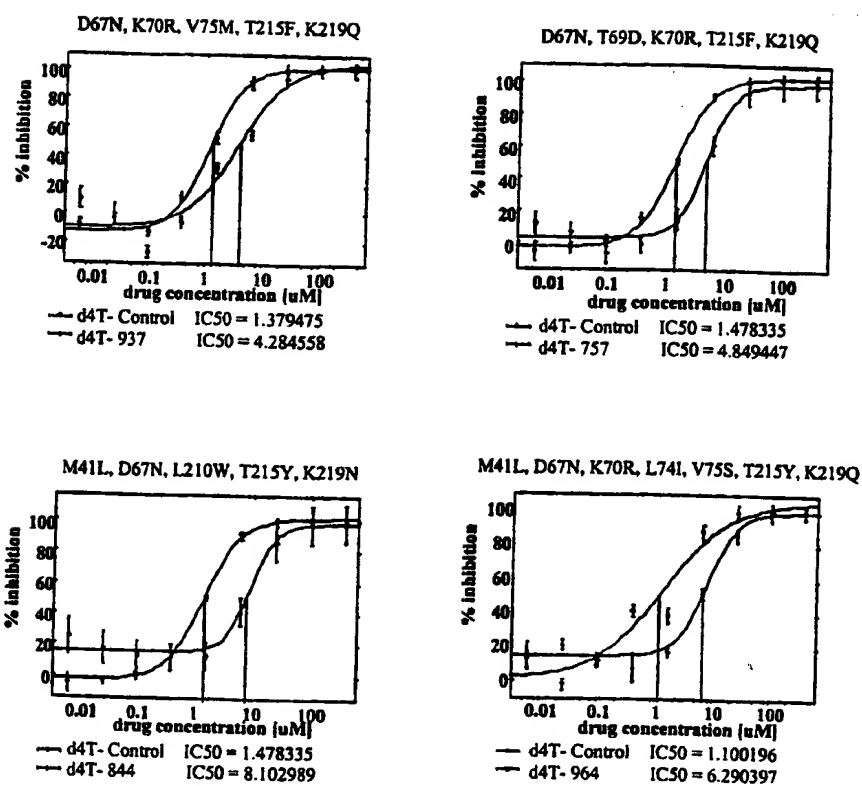 D67N, K70R, V75M, T215F, K219Q
% inhibition
100
80
60
40
20
0
-20
0.01 0.1 1 10 100
drug concentration [uM]
d4T- Control IC50 = 1.379475
d4T- 937 IC50 = 4.284558
D67N, T69D, K70R, T215F, K219Q
% inhibition
100
80
60
40
20
0
0.01 0.1 1 10 100
drug concentration [uM]
d4T- Control IC50 = 1.478335
d4T- 757 IC50 = 4.849447
M41L, D67N, L210W, T215Y, K219N
% inhibition
100
80
60
40
20
0
0.01 0.1 1 10 100
drug concentration [uM]
d4T- Control IC50 = 1.478335
d4T- 844 IC50 = 8.102989
M41L, D67N, K70R, L74I, V75S, T215Y, K219Q
% inhibition
100
80
60
40
20
0
0.01 0.1 1 10 100
drug concentration [uM]
d4T- Control IC50 = 1.100196
d4T- 964 IC50 = 6.290397